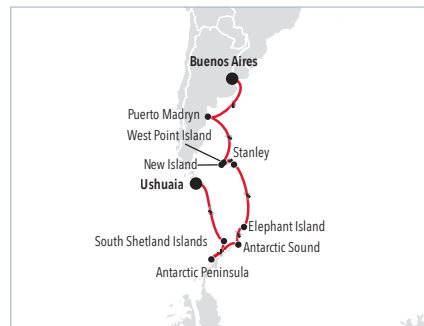 Buenos Aires
Puerto Madryn
West Point Island
Stanley
New Island
Ushuaia
Elephant Island
South Shetland Islands
Antarctic Sound
Antarctic Peninsula